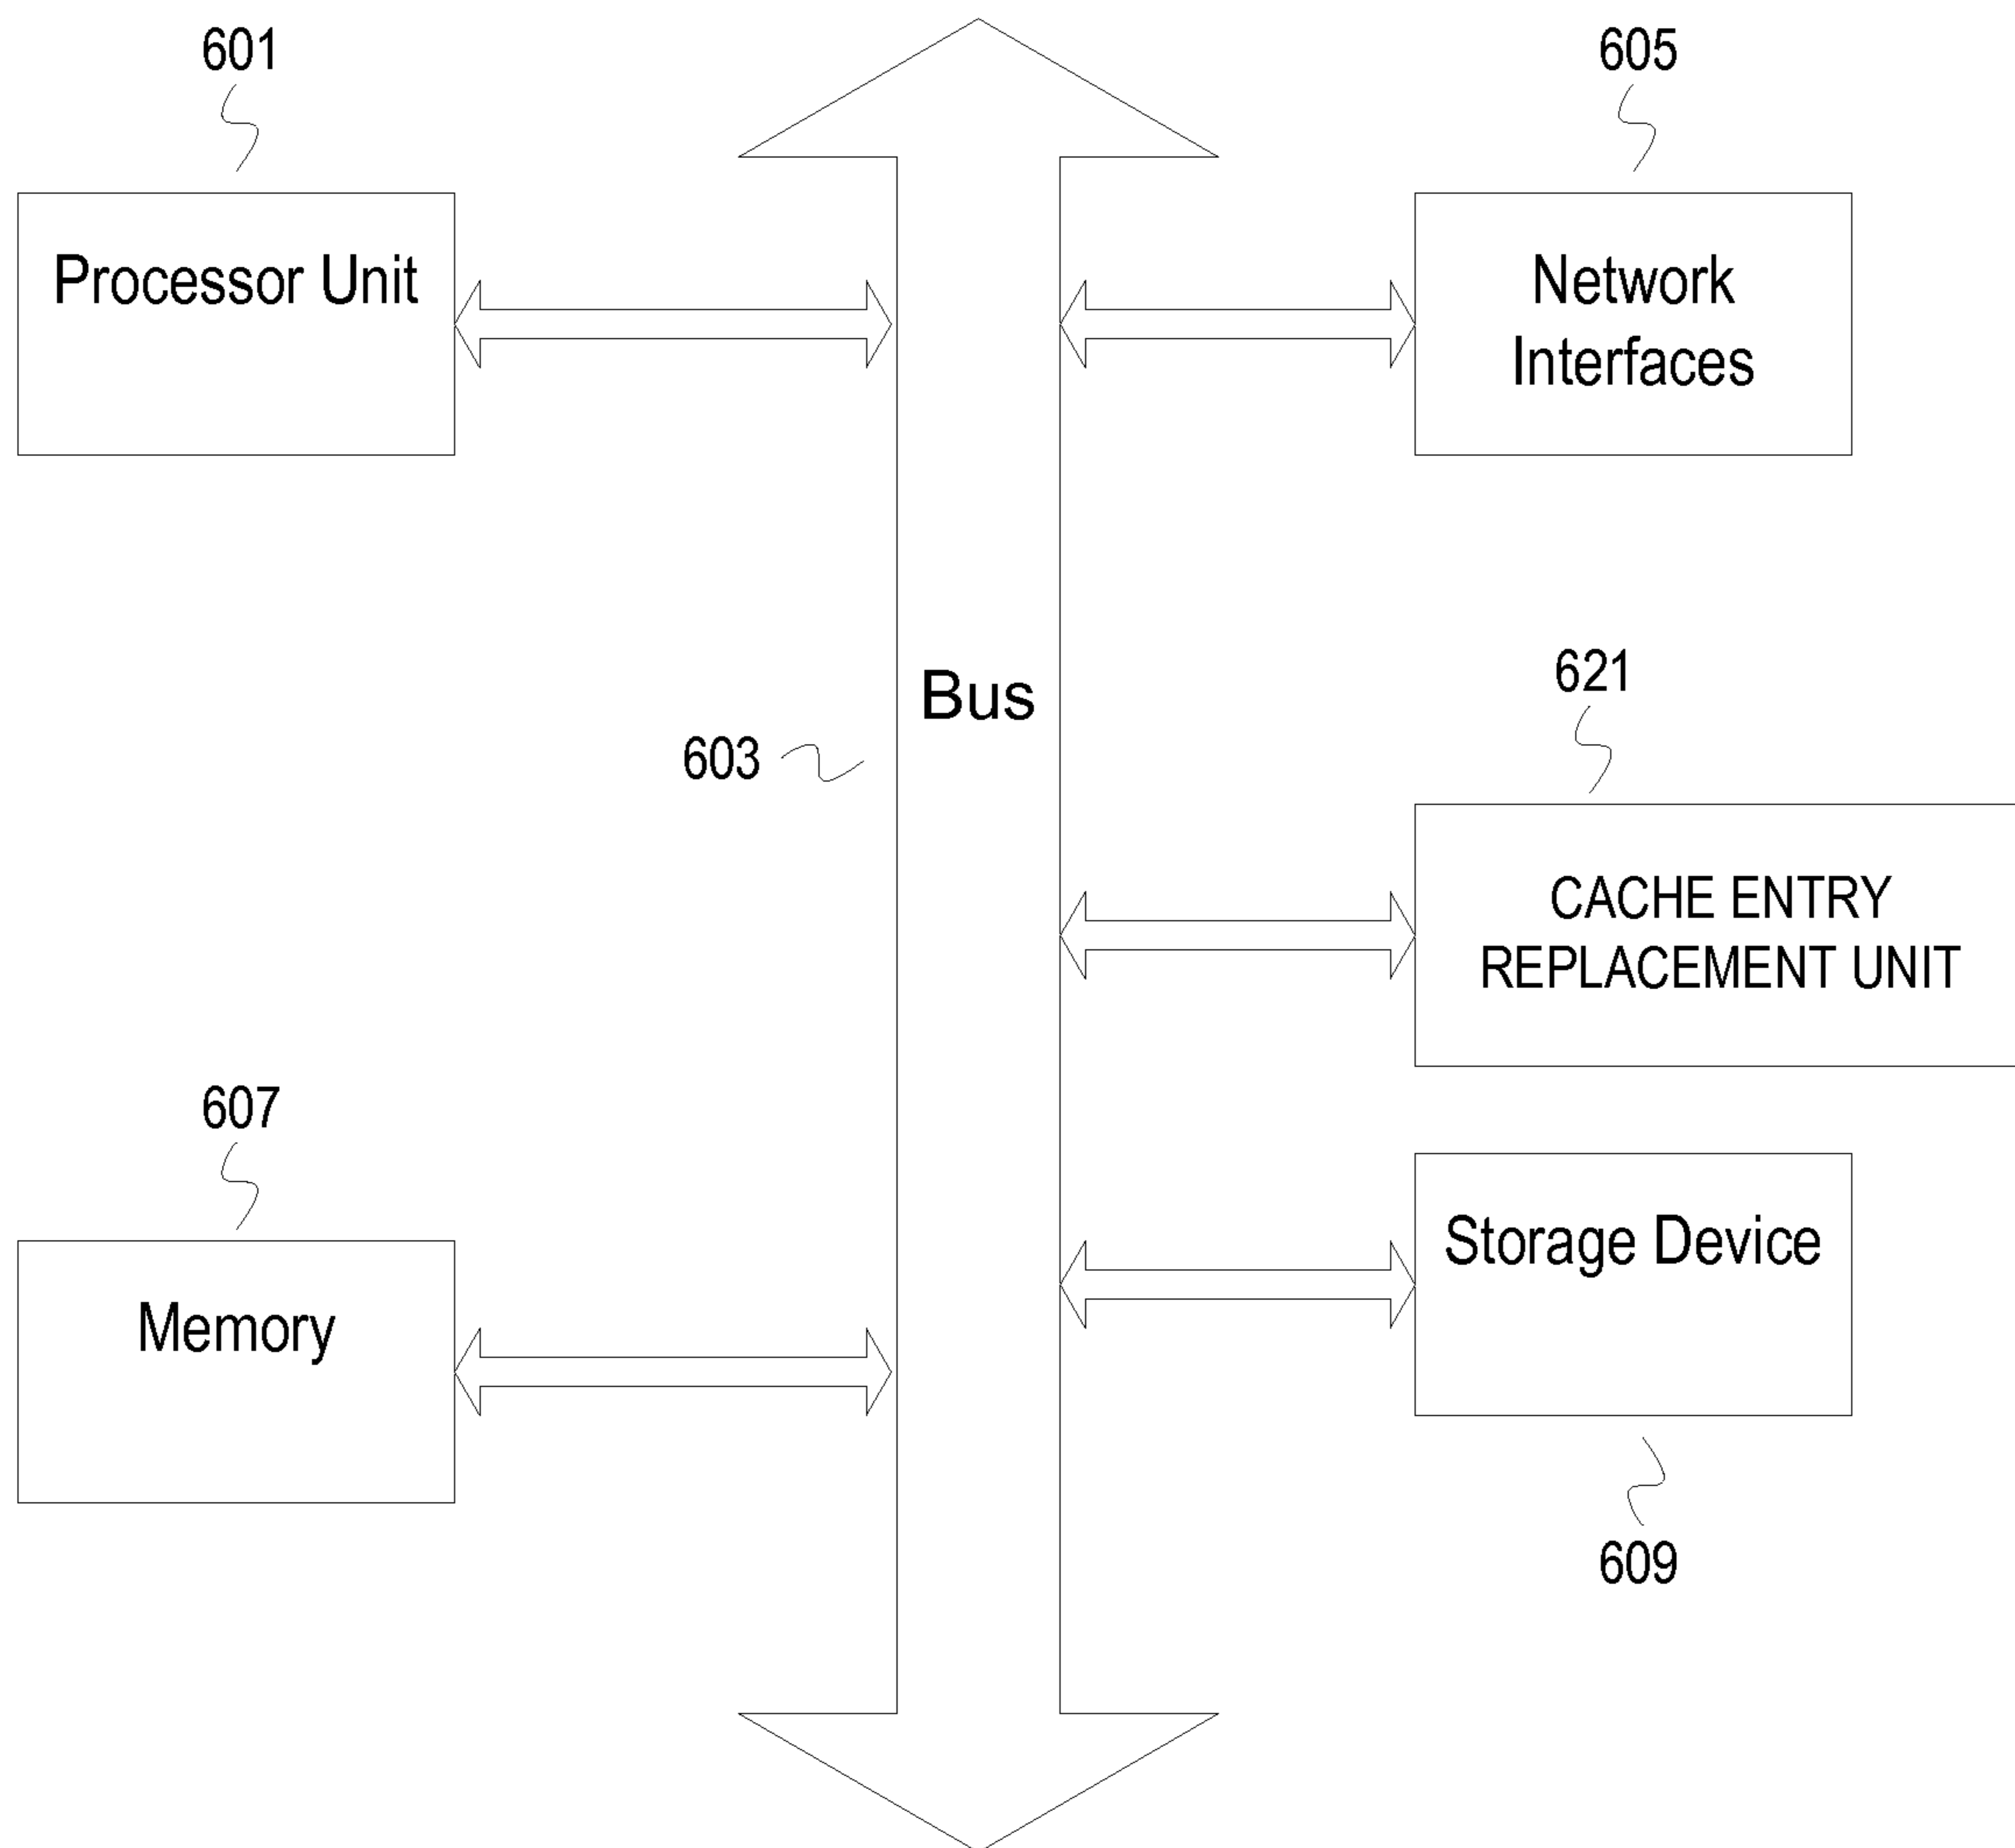 601
605
Processor Unit
Network
Interfaces
Bus
603
621
CACHE ENTRY
REPLACEMENT UNIT
607
Memory
Storage Device
609